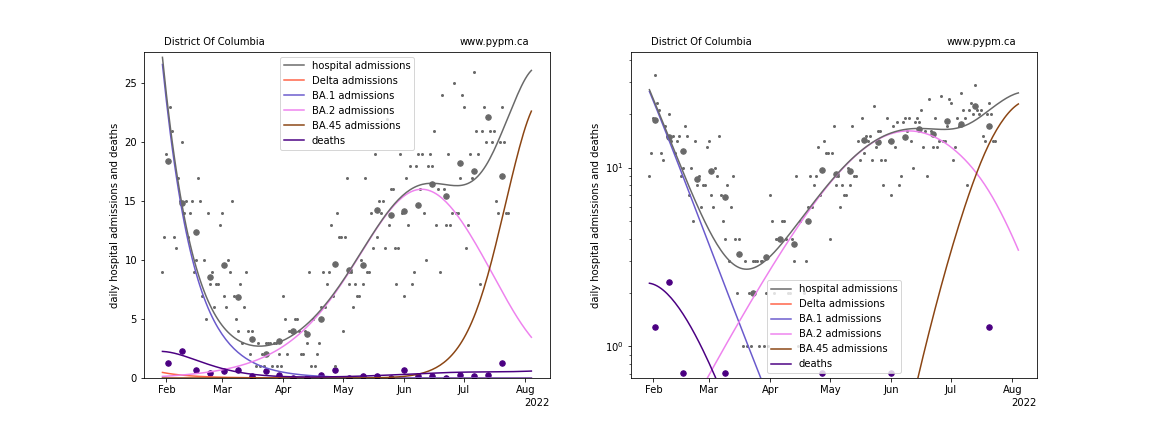 District Of Columbia
www.pypm.ca
daily hospital admissions and deaths
25
20
15
10
5
0
hospital admissions
Delta admissions
BA.1 admissions
BA.2 admissions
BA.45 admissions
deaths
Feb Mar Apr May Jun Jul Aug
2022
District Of Columbia
www.pypm.ca
daily hospital admissions and deaths
10¹
10⁰
hospital admissions
Delta admissions
BA.1 admissions
BA.2 admissions
BA.45 admissions
deaths
Feb Mar Apr May Jun Jul Aug
2022